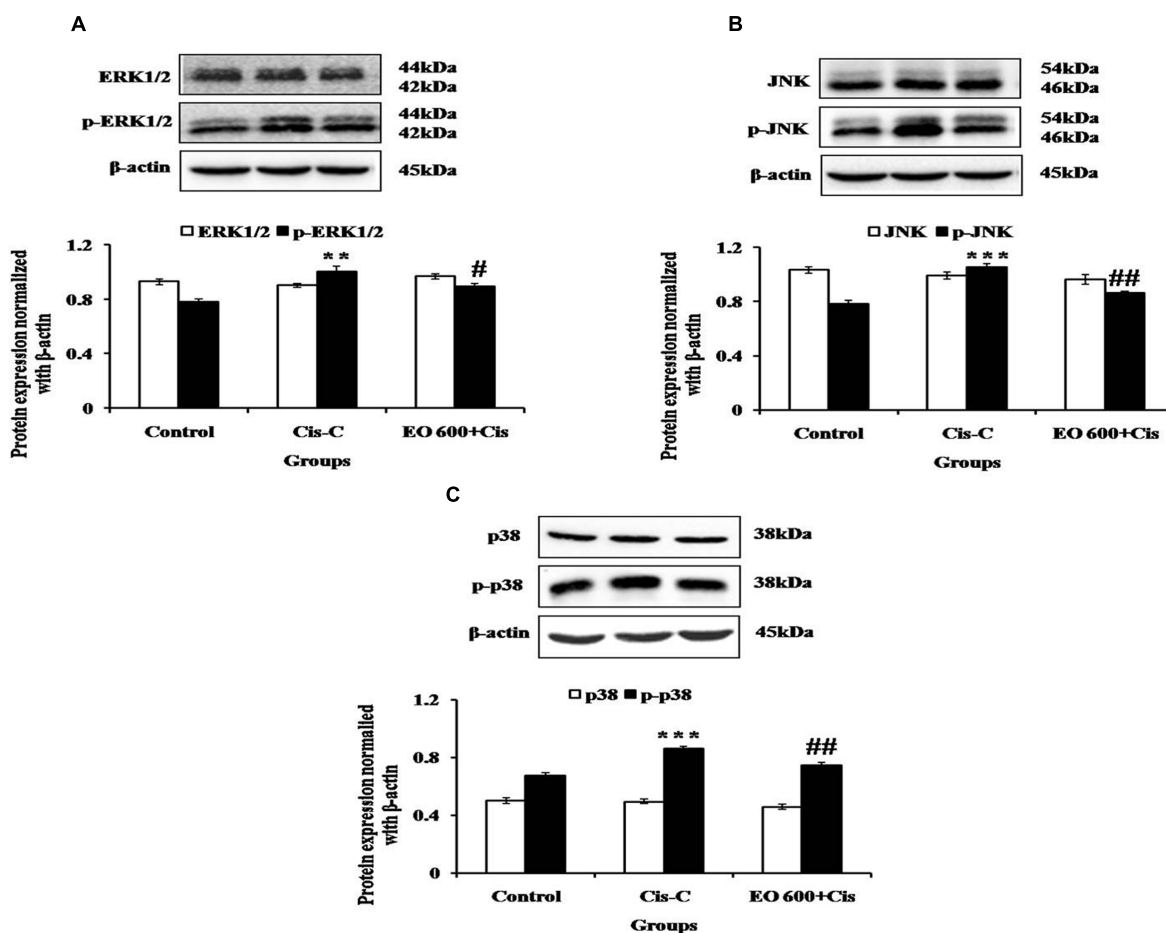 A
ERK1/2
44kDa
42kDa
p-ERK1/2
44kDa
42kDa
β-actin
45kDa
ERK1/2 p-ERK1/2
Protein expression normalized
with β-actin
1.2
0.8
0.4
0
**
#
Control Cis-C EO 600+Cis
Groups
B
JNK
54kDa
46kDa
p-JNK
54kDa
46kDa
β-actin
45kDa
JNK p-JNK
Protein expression normalized
with β-actin
1.2
0.8
0.4
0
***
##
Control Cis-C EO 600+Cis
Groups
C
p38
38kDa
p-p38
38kDa
β-actin
45kDa
p38 p-p38
Protein expression normalied
with β-actin
1.2
0.8
0.4
0
***
##
Control Cis-C EO 600+Cis
Groups